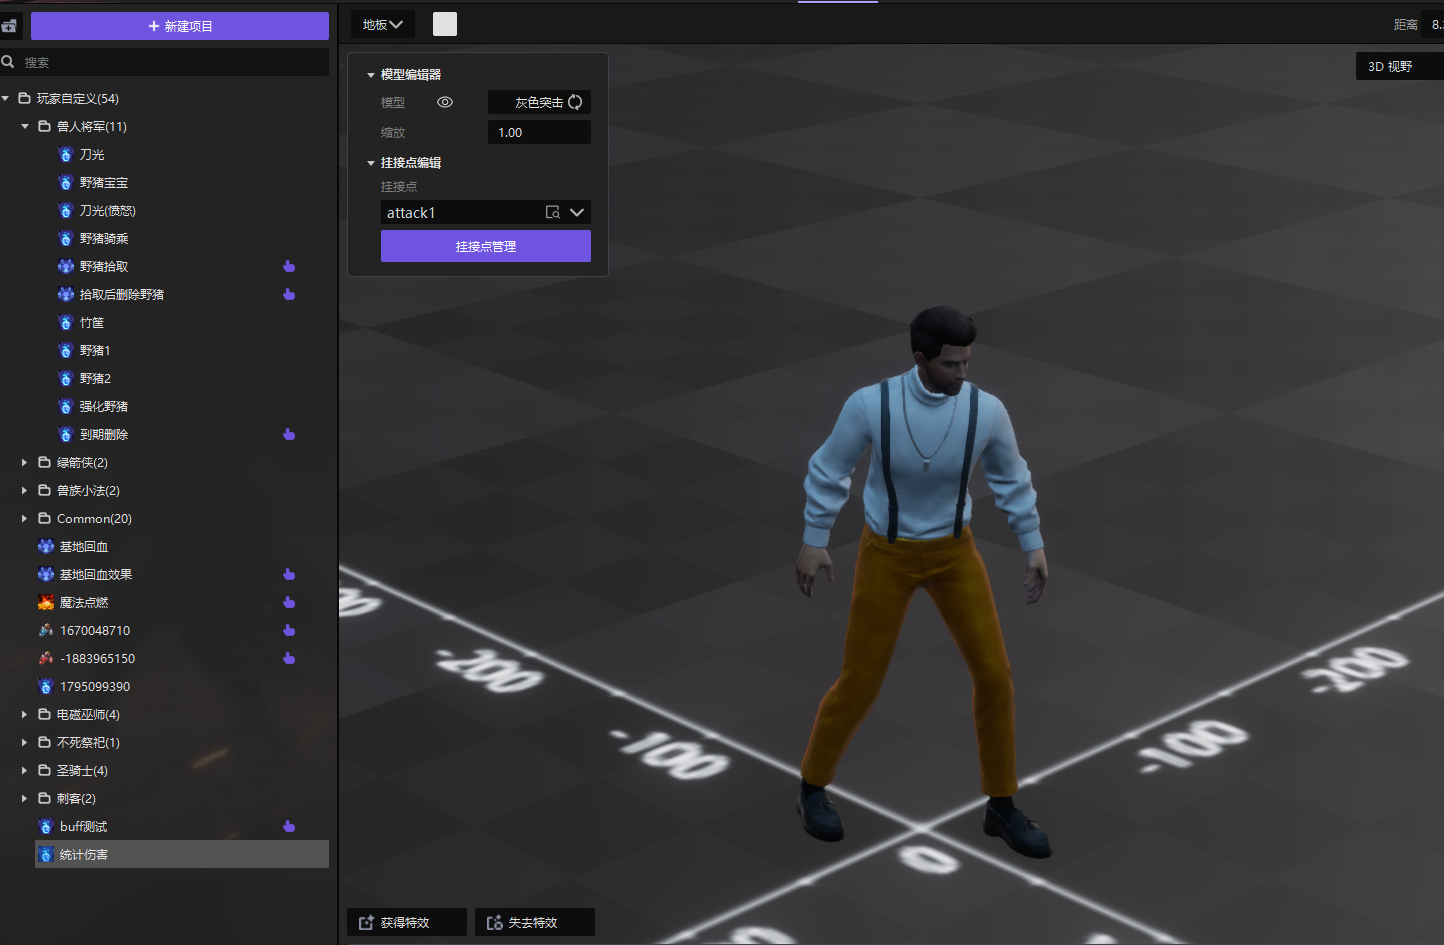 新建项目
搜索
玩家自定义(54)
兽人将军(11)
刀光
野猪宝宝
刀光(愤怒)
野猪骑乘
野猪拾取
拾取后删除野猪
竹筐
野猪1
野猪2
强化野猪
到期删除
绿箭侠(2)
兽族小法(2)
Common(20)
基地回血
基地回血效果
魔法点燃
1670048710
-1883965150
1795099390
电磁巫师(4)
不死祭祀(1)
圣骑士(4)
刺客(2)
buff测试
统计伤害
地板
距离
3D 视野
模型编辑器
模型
灰色突击
缩放
1.00
挂接点编辑
挂接点
attack1
挂接点管理
-200
-100
-200
-100
0
获得特效
失去特效